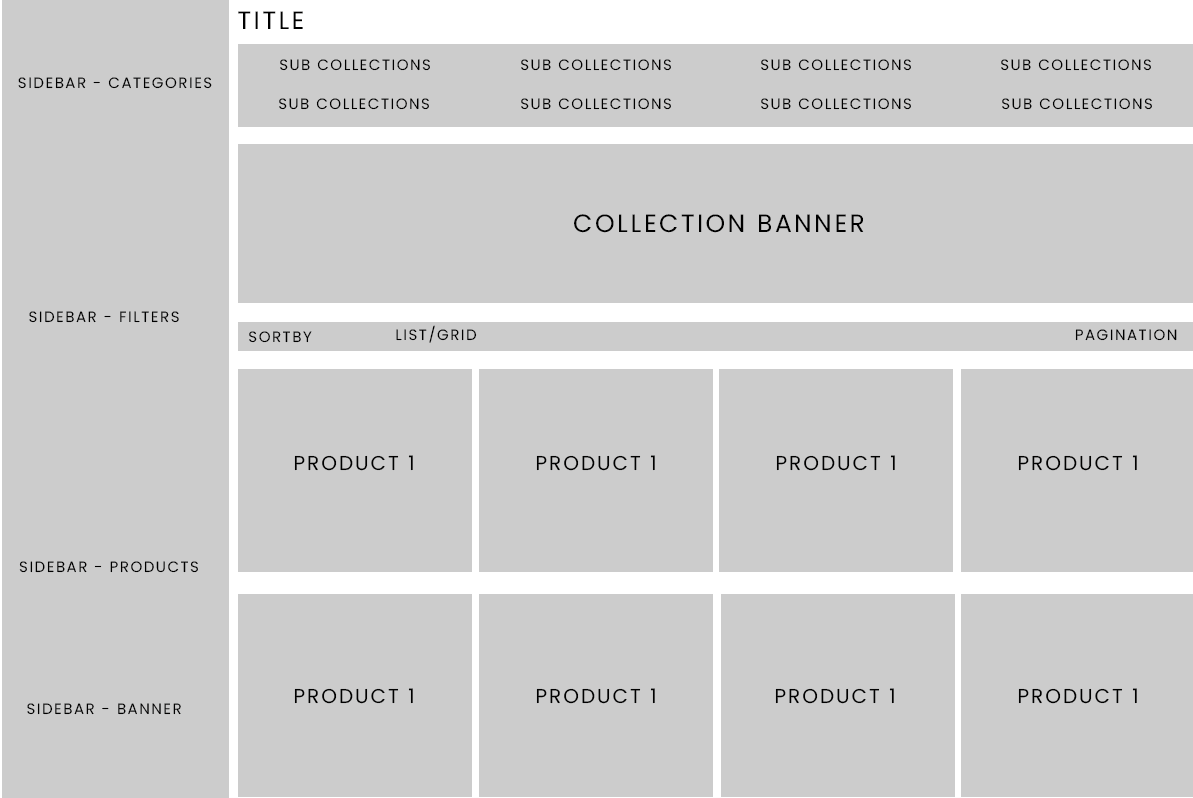 SIDEBAR - CATEGORIES
SIDEBAR - FILTERS
SIDEBAR - PRODUCTS
SIDEBAR - BANNER
TITLE
SUB COLLECTIONS SUB COLLECTIONS SUB COLLECTIONS SUB COLLECTIONS
SUB COLLECTIONS SUB COLLECTIONS SUB COLLECTIONS SUB COLLECTIONS
COLLECTION BANNER
SORTBY LIST/GRID PAGINATION
PRODUCT 1 PRODUCT 1 PRODUCT 1 PRODUCT 1
PRODUCT 1 PRODUCT 1 PRODUCT 1 PRODUCT 1